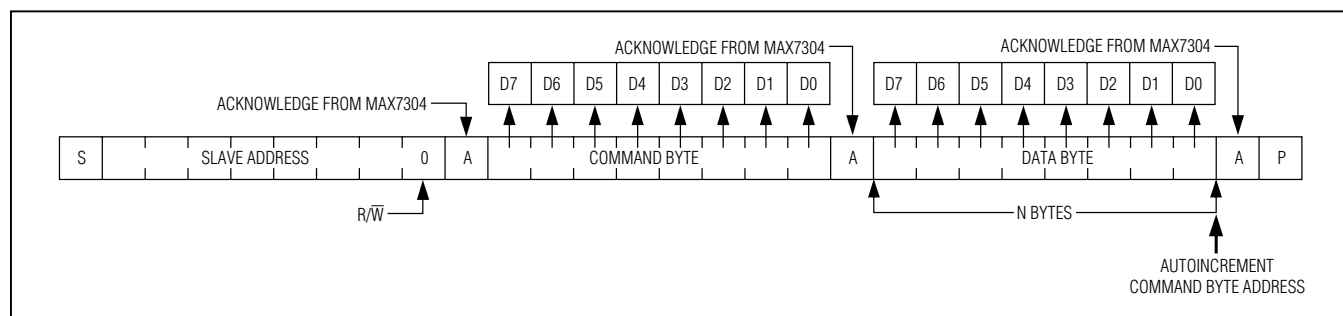 ACKNOWLEDGE FROM MAX7304 ACKNOWLEDGE FROM MAX7304
D7 D6 D5 D4 D3 D2 D1 D0 D7 D6 D5 D4 D3 D2 D1 D0
ACKNOWLEDGE FROM MAX7304
S SLAVE ADDRESS 0 A COMMAND BYTE A DATA BYTE A P
R/W̅ N BYTES
AUTOINCREMENT
COMMAND BYTE ADDRESS